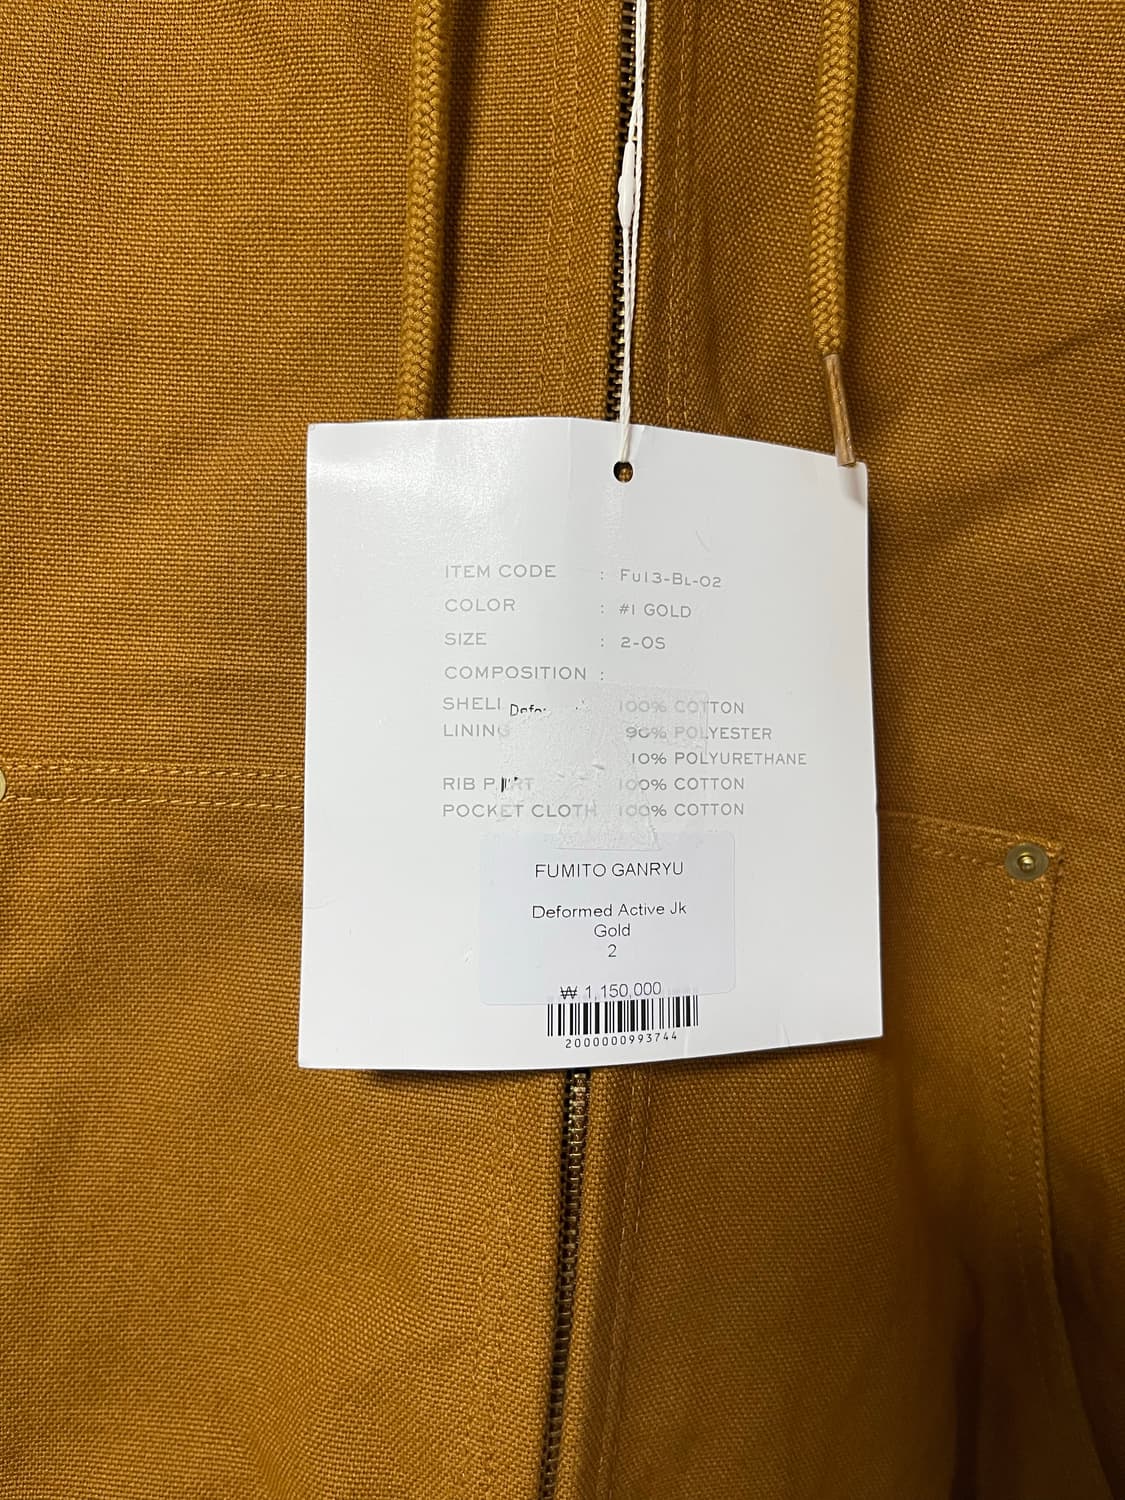 ITEM CODE : FU13-BL-02
COLOR : #1 GOLD
SIZE : 2-OS
COMPOSITION :
SHELL 100% COTTON
LINING 90% POLYESTER
10% POLYURETHANE
RIB PART 100% COTTON
POCKET CLOTH 100% COTTON
FUMITO GANRYU
Deformed Active Jk
Gold
2
₩ 1,150,000
2000000993744